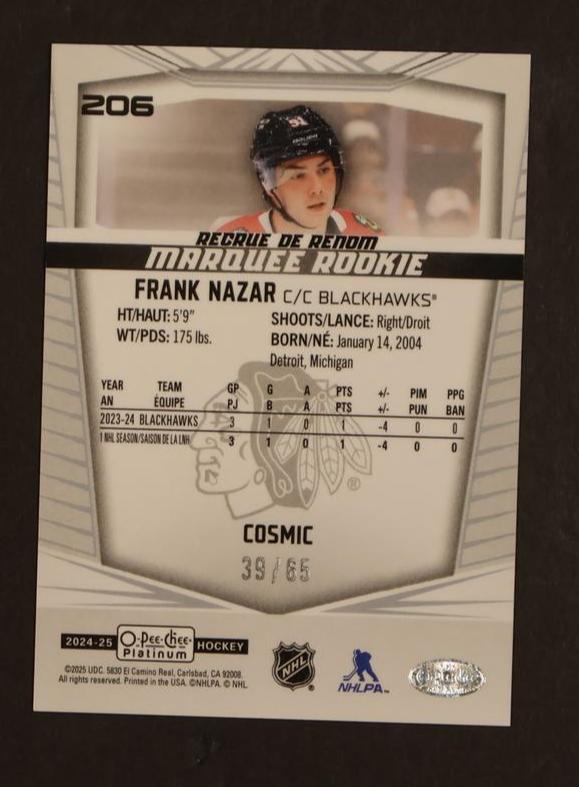 206
51
RECRUE DE RENOM
MARQUEE ROOKIE
FRANK NAZAR C/C BLACKHAWKS®
HT/HAUT: 5'9" SHOOTS/LANCE: Right/Droit
WT/PDS: 175 lbs. BORN/NÉ: January 14, 2004
Detroit, Michigan
YEAR TEAM GP G A PTS +/- PIM PPG
AN ÉQUIPE PJ B A PTS +/- PUN BAN
2023-24 BLACKHAWKS 3 1 0 1 -4 0 0
1 NHL SEASON/SAISON DE LA LNH 3 1 0 1 -4 0 0
®
COSMIC
39/65
2024-25 O-Pee-Chee Platinum HOCKEY
©2025 UDC. 5830 El Camino Real, Carlsbad, CA 92008.
All rights reserved. Printed in the USA. ©NHLPA. © NHL
NHL®
NHLPA™